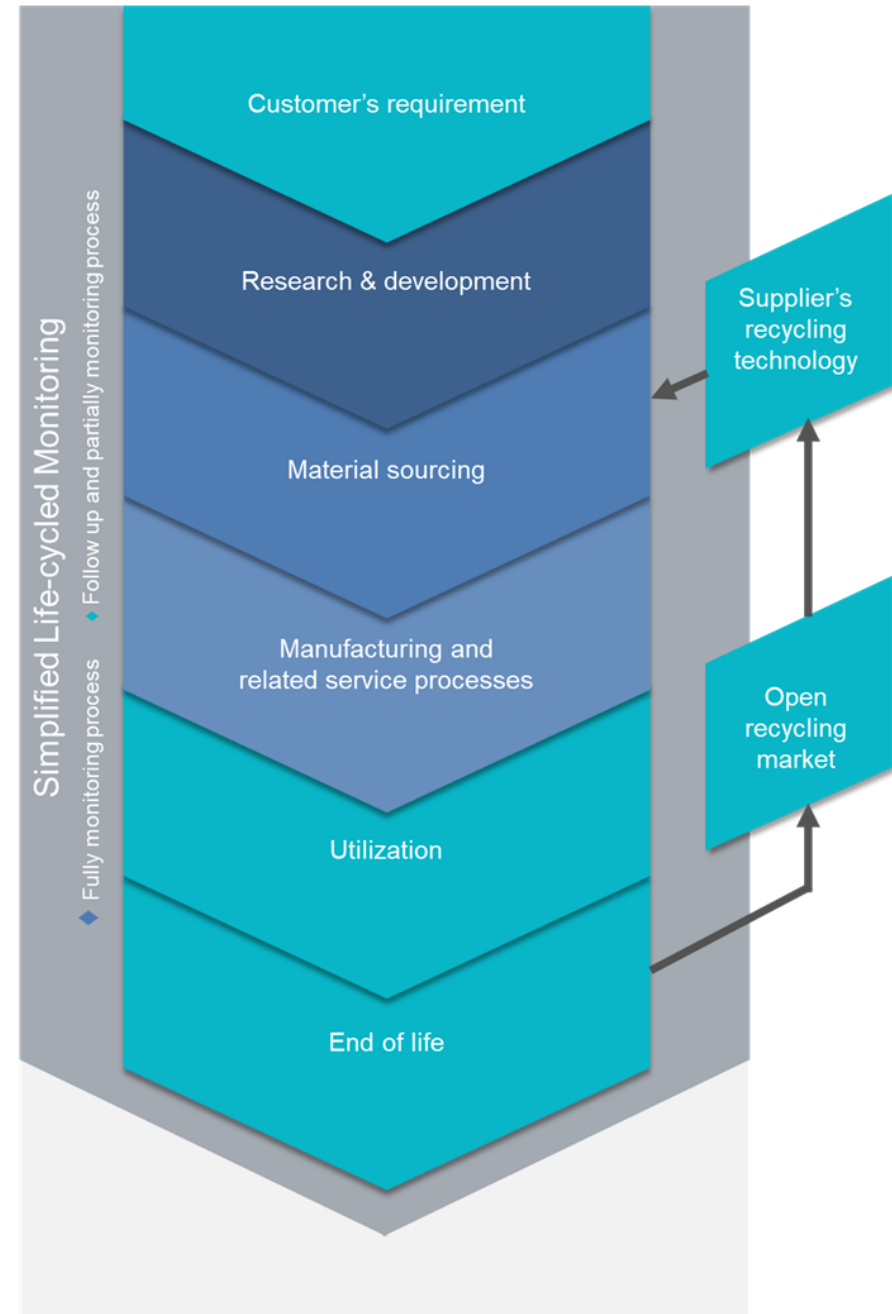 Customer’s requirement
Research & development
Material sourcing
Manufacturing and
related service processes
Utilization
End of life
Supplier’s
recycling
technology
Open
recycling
market
Simplified Life-cycled Monitoring
Fully monitoring process
Follow up and partially monitoring process